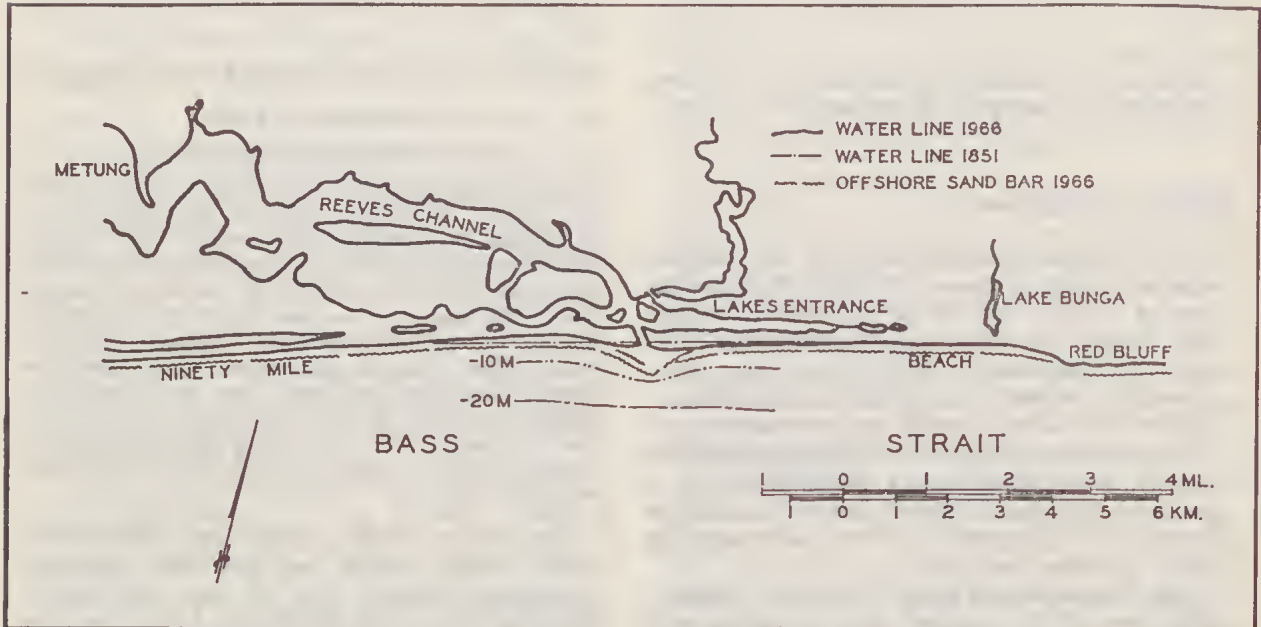 METUNG
REEVES CHANNEL
WATER LINE 1966
WATER LINE 1851
OFFSHORE SAND BAR 1966
LAKES ENTRANCE
LAKE BUNGA
NINETY MILE
-10 M
BEACH
RED BLUFF
-20 M
BASS STRAIT
1 0 1 2 3 4 ML.
1 0 1 2 3 4 5 6 KM.